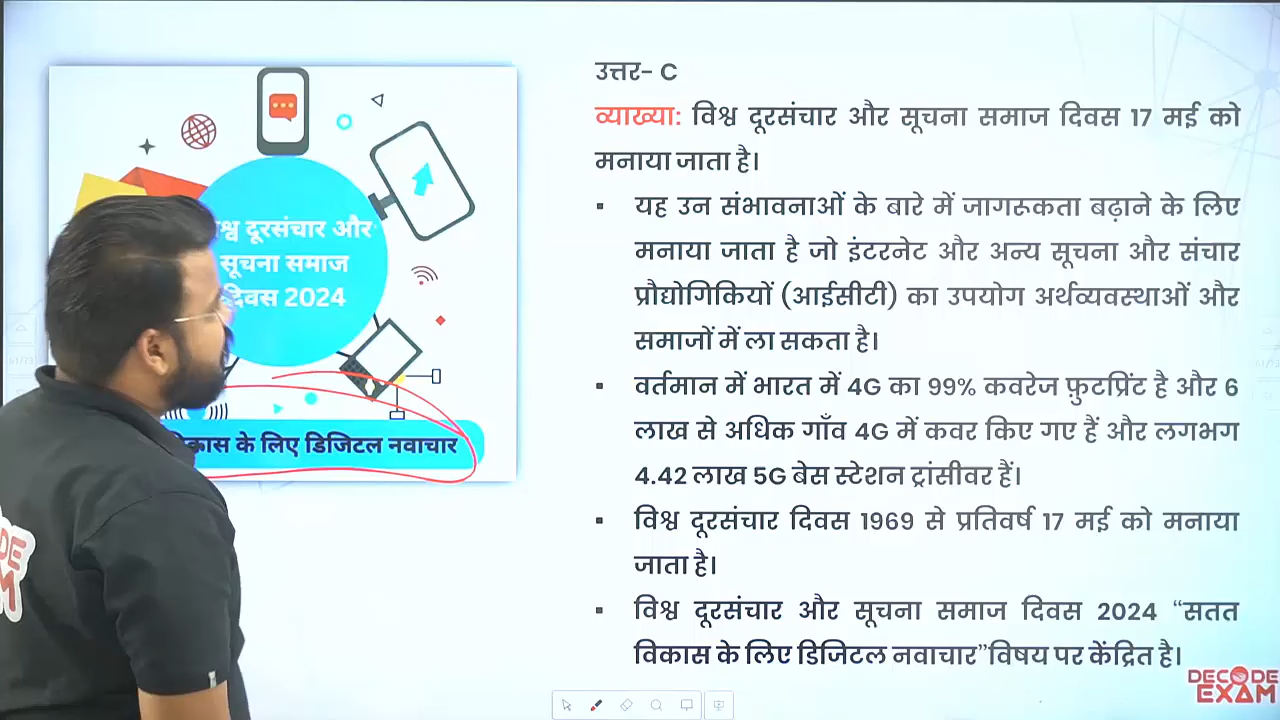 दूरसंचार और
सूचना समाज
दिवस 2024
के लिए डिजिटल नवाचार
उत्तर- C
व्याख्या: विश्व दूरसंचार और सूचना समाज दिवस 17 मई को
मनाया जाता है।
▪ यह उन संभावनाओं के बारे में जागरूकता बढ़ाने के लिए
मनाया जाता है जो इंटरनेट और अन्य सूचना और संचार
प्रौद्योगिकियों (आईसीटी) का उपयोग अर्थव्यवस्थाओं और
समाजों में ला सकता है।
▪ वर्तमान में भारत में 4G का 99% कवरेज फ़ुटप्रिंट है और 6
लाख से अधिक गाँव 4G में कवर किए गए हैं और लगभग
4.42 लाख 5G बेस स्टेशन ट्रांसीवर हैं।
▪ विश्व दूरसंचार दिवस 1969 से प्रतिवर्ष 17 मई को मनाया
जाता है।
▪ विश्व दूरसंचार और सूचना समाज दिवस 2024 “सतत
विकास के लिए डिजिटल नवाचार”विषय पर केंद्रित है।
DECODE
EXAM